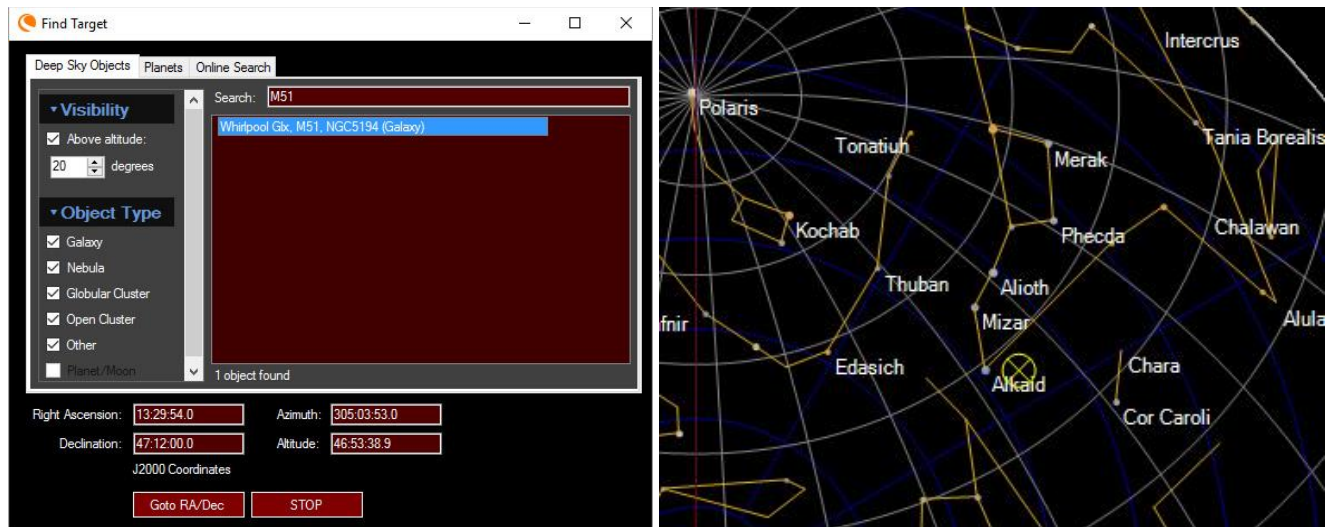 Find Target
Deep Sky Objects Planets Online Search
Visibility
Above altitude:
20 degrees
Object Type
Galaxy
Nebula
Globular Cluster
Open Cluster
Other
Planet/Moon
Search: M51
Whirlpool Glx, M51, NGC5194 (Galaxy)
1 object found
Right Ascension: 13:29:54.0 Azimuth: 305:03:53.0
Declination: 47:12:00.0 Altitude: 46:53:38.9
J2000 Coordinates
Goto RA/Dec STOP
Intercrus
Polaris
Tonatiuh
Tania Borealis
Merak
Kochab
Phecda
Chalawan
Thuban
Alioth
Mizar
Alula
Edasich
Alkaid
Chara
Cor Caroli